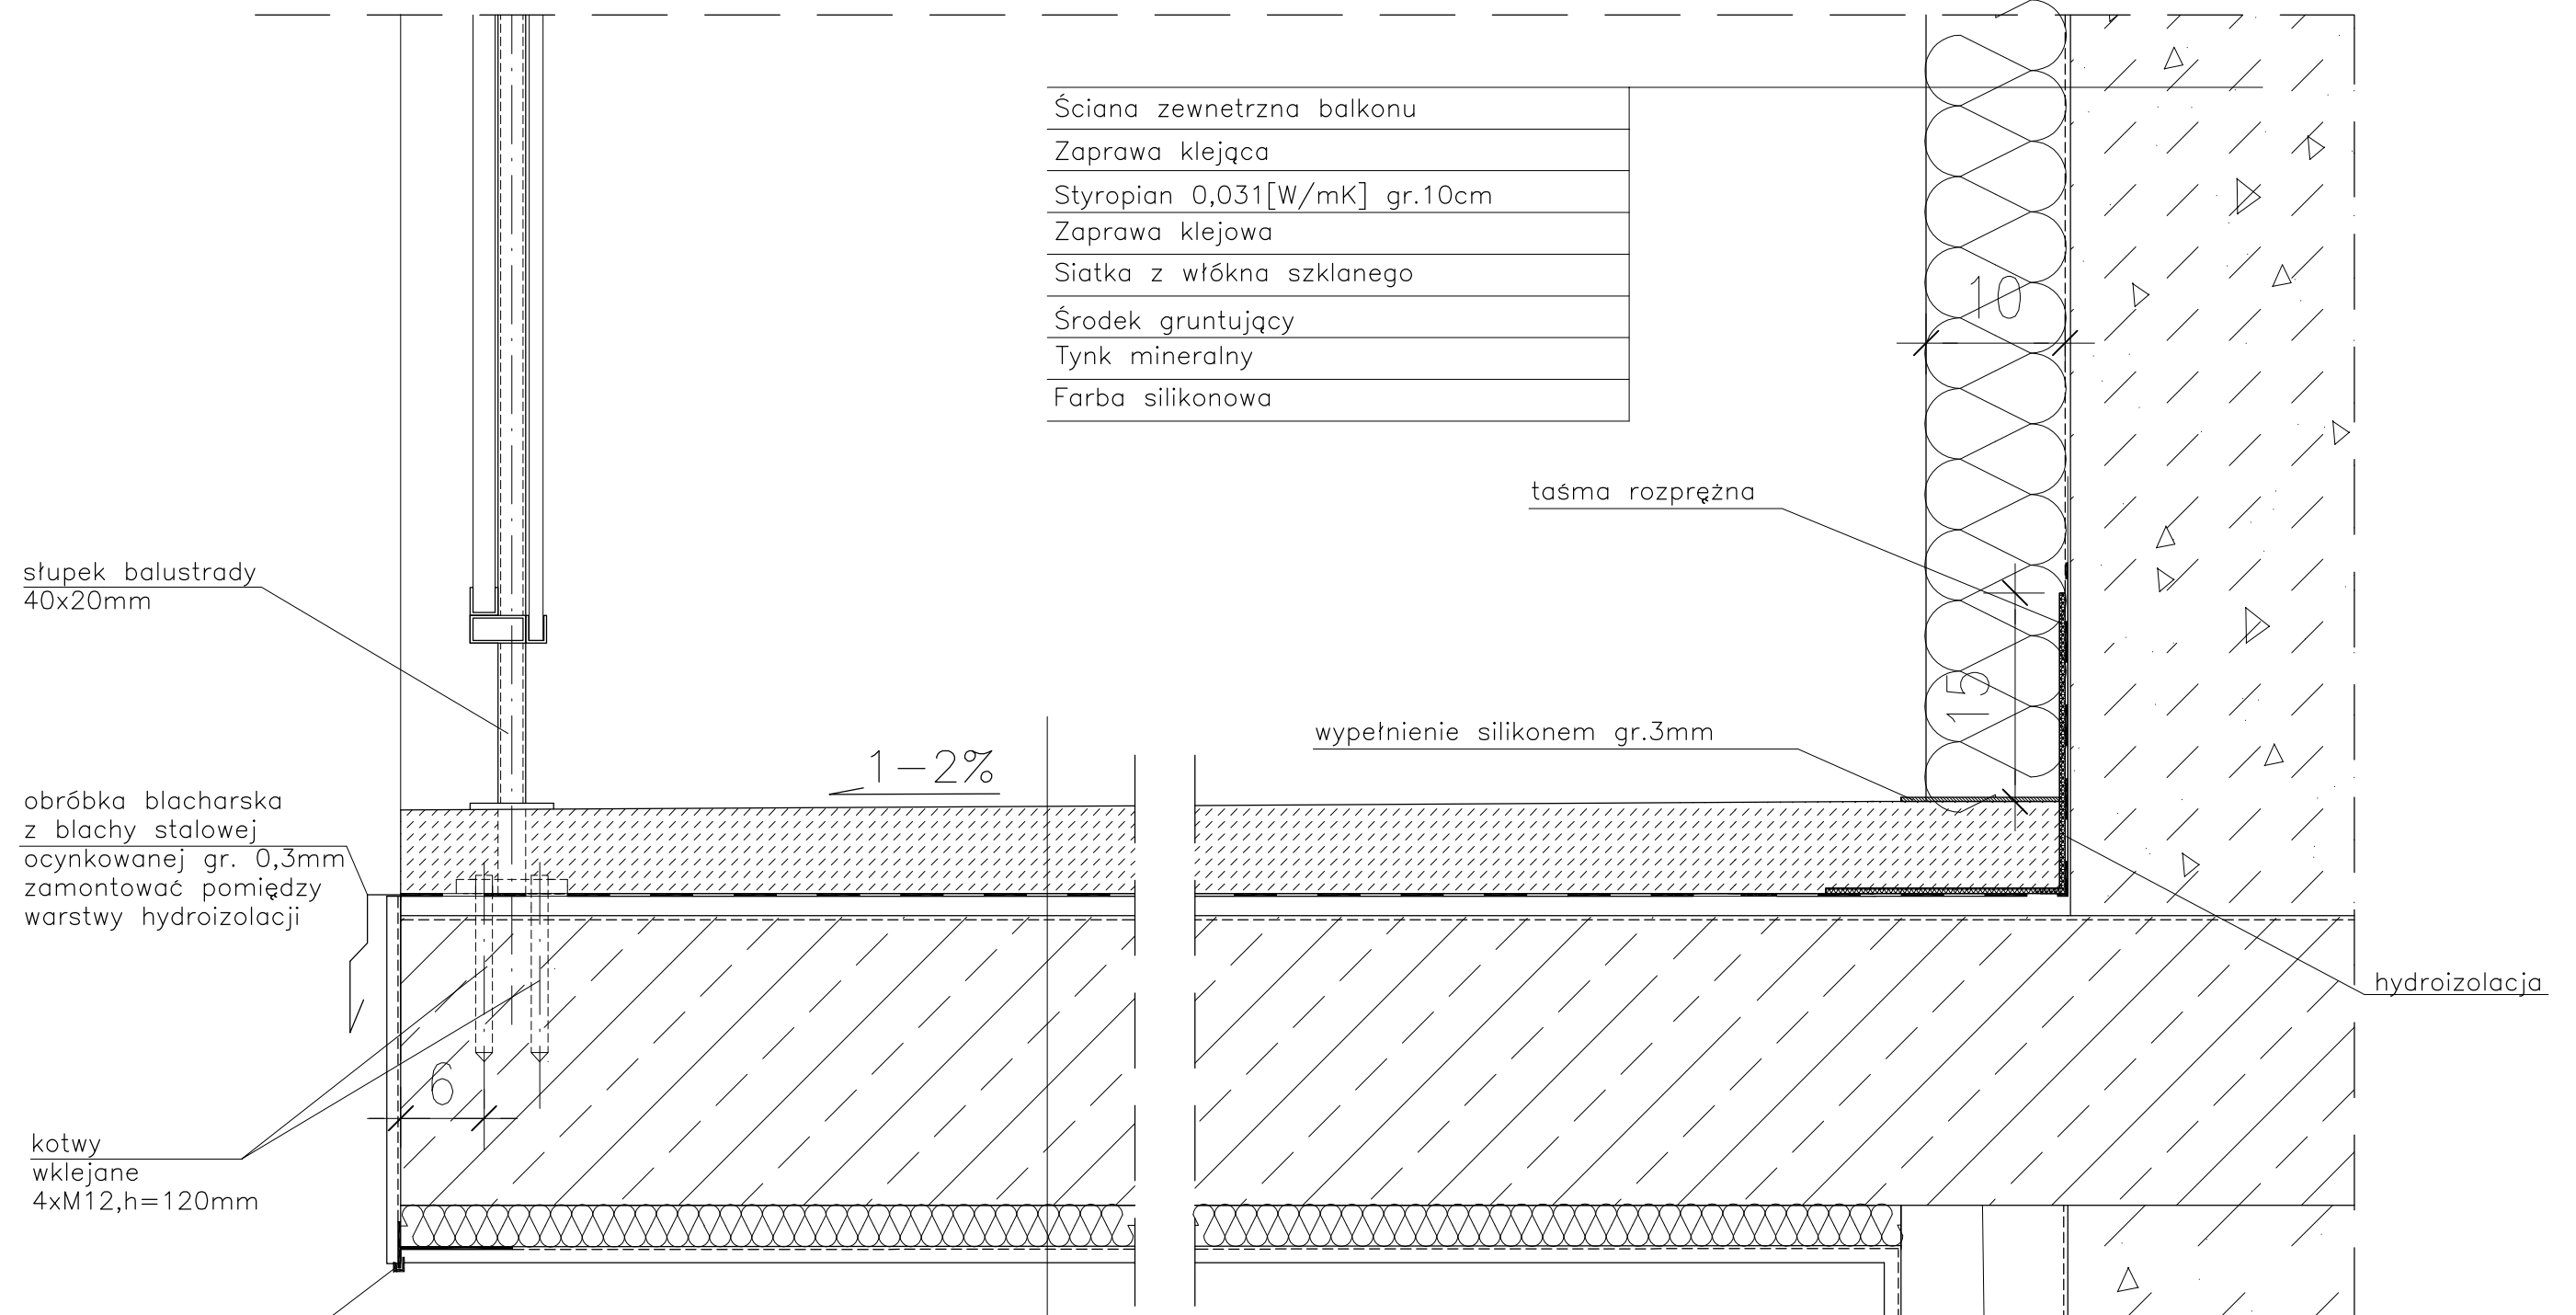 Ściana zewnetrzna balkonu
Zaprawa klejąca
Styropian 0,031[W/mK] gr.10cm
Zaprawa klejowa
Siatka z włókna szklanego
Środek gruntujący
Tynk mineralny
Farba silikonowa
10
taśma rozprężna
słupek balustrady
40x20mm
15
wypełnienie silikonem gr.3mm
1-2%
obróbka blacharska
z blachy stalowej
ocynkowanej gr. 0,3mm
zamontować pomiędzy
warstwy hydroizolacji
hydroizolacja
6
kotwy
wklejane
4xM12,h=120mm